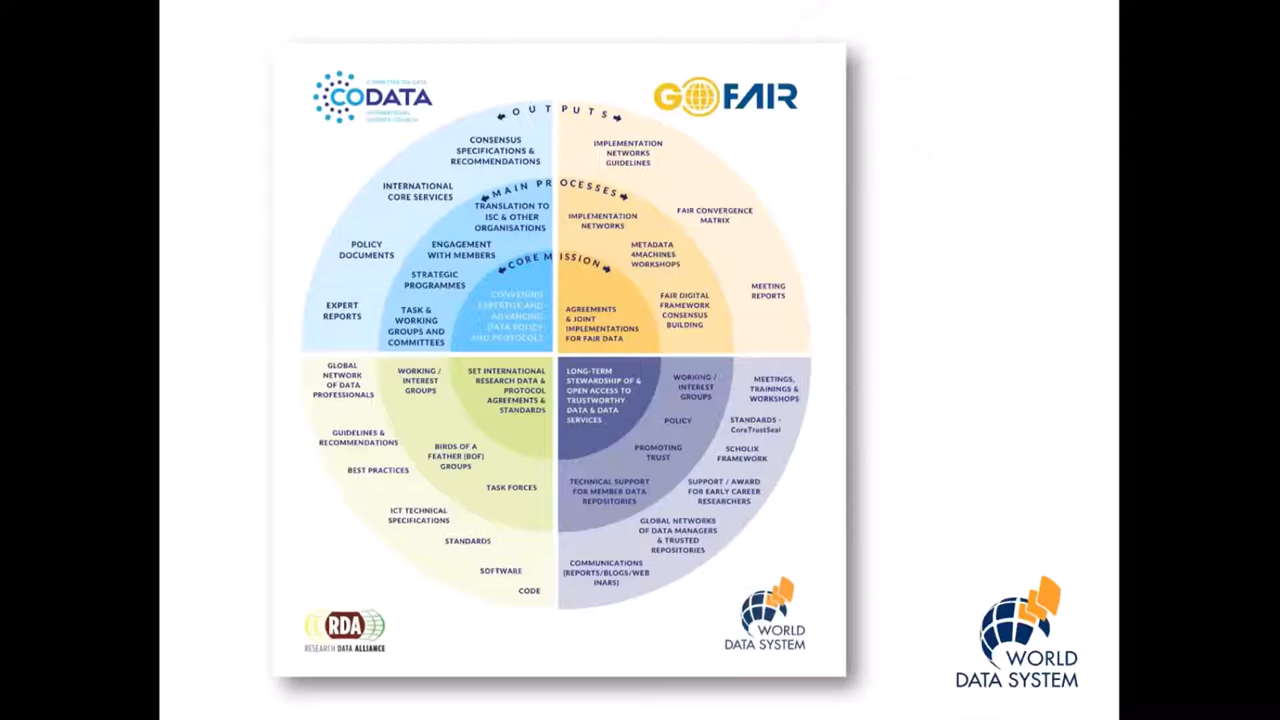 CODATA
COMMITTEE ON DATA
INTERNATIONAL
SCIENCE COUNCIL
GO FAIR
OUTPUTS
CONSENSUS
SPECIFICATIONS &
RECOMMENDATIONS
INTERNATIONAL
CORE SERVICES
POLICY
DOCUMENTS
EXPERT
REPORTS
MAIN PROCESSES
TRANSLATION TO
ISC & OTHER
ORGANISATIONS
ENGAGEMENT
WITH MEMBERS
STRATEGIC
PROGRAMMES
TASK &
WORKING
GROUPS AND
COMMITTEES
CORE MISSION
CONVENING
EXPERTISE AND
ADVANCING
DATA POLICY
AND PROTOCOLS
IMPLEMENTATION
NETWORKS
GUIDELINES
FAIR CONVERGENCE
MATRIX
MEETING
REPORTS
IMPLEMENTATION
NETWORKS
METADATA
4MACHINES
WORKSHOPS
FAIR DIGITAL
FRAMEWORK
CONSENSUS
BUILDING
AGREEMENTS
& JOINT
IMPLEMENTATIONS
FOR FAIR DATA
GLOBAL
NETWORK
OF DATA
PROFESSIONALS
WORKING /
INTEREST
GROUPS
SET INTERNATIONAL
RESEARCH DATA &
PROTOCOL
AGREEMENTS &
STANDARDS
GUIDELINES &
RECOMMENDATIONS
BEST PRACTICES
BIRDS OF A
FEATHER (BOF)
GROUPS
TASK FORCES
ICT TECHNICAL
SPECIFICATIONS
STANDARDS
SOFTWARE
CODE
LONG-TERM
STEWARDSHIP OF &
OPEN ACCESS TO
TRUSTWORTHY
DATA & DATA
SERVICES
WORKING /
INTEREST
GROUPS
POLICY
PROMOTING
TRUST
TECHNICAL SUPPORT
FOR MEMBER DATA
REPOSITORIES
MEETINGS,
TRAININGS &
WORKSHOPS
STANDARDS -
CoreTrustSeal
SCHOLIX
FRAMEWORK
SUPPORT / AWARD
FOR EARLY CAREER
RESEARCHERS
GLOBAL NETWORKS
OF DATA MANAGERS
& TRUSTED
REPOSITORIES
COMMUNICATIONS
(REPORTS/BLOGS/WEB
INARS)
RDA
RESEARCH DATA ALLIANCE
WORLD
DATA SYSTEM
WORLD
DATA SYSTEM